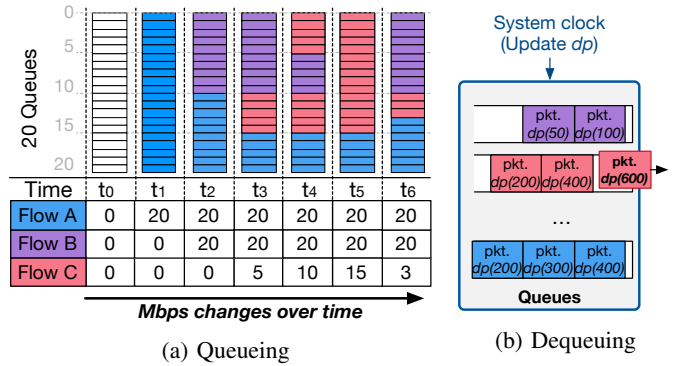 0
5
10
15
20
20 Queues
Time t0 t1 t2 t3 t4 t5 t6
Flow A 0 20 20 20 20 20 20
Flow B 0 0 20 20 20 20 20
Flow C 0 0 0 5 10 15 3
Mbps changes over time
(a) Queueing
System clock
(Update dp)
pkt. pkt.
dp(50) dp(100)
pkt. pkt. pkt.
dp(200) dp(400) dp(600)
...
pkt. pkt. pkt.
dp(200) dp(300) dp(400)
Queues
(b) Dequeuing